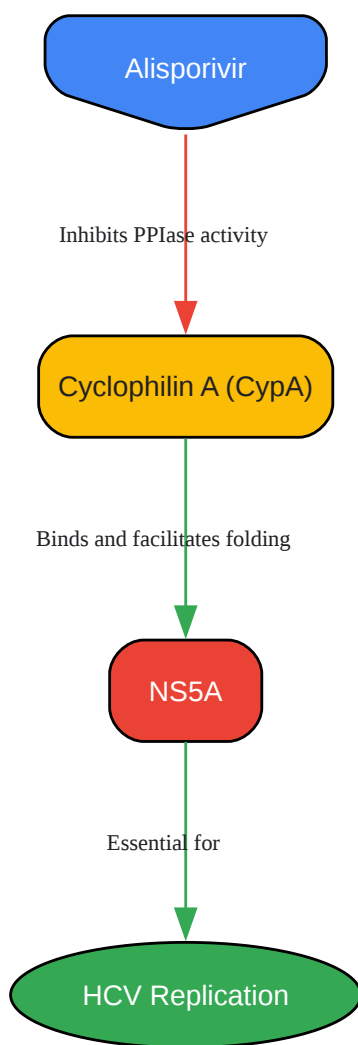 Alisporivir
Inhibits PPIase activity
Cyclophilin A (CypA)
Binds and facilitates folding
NS5A
Essential for
HCV Replication